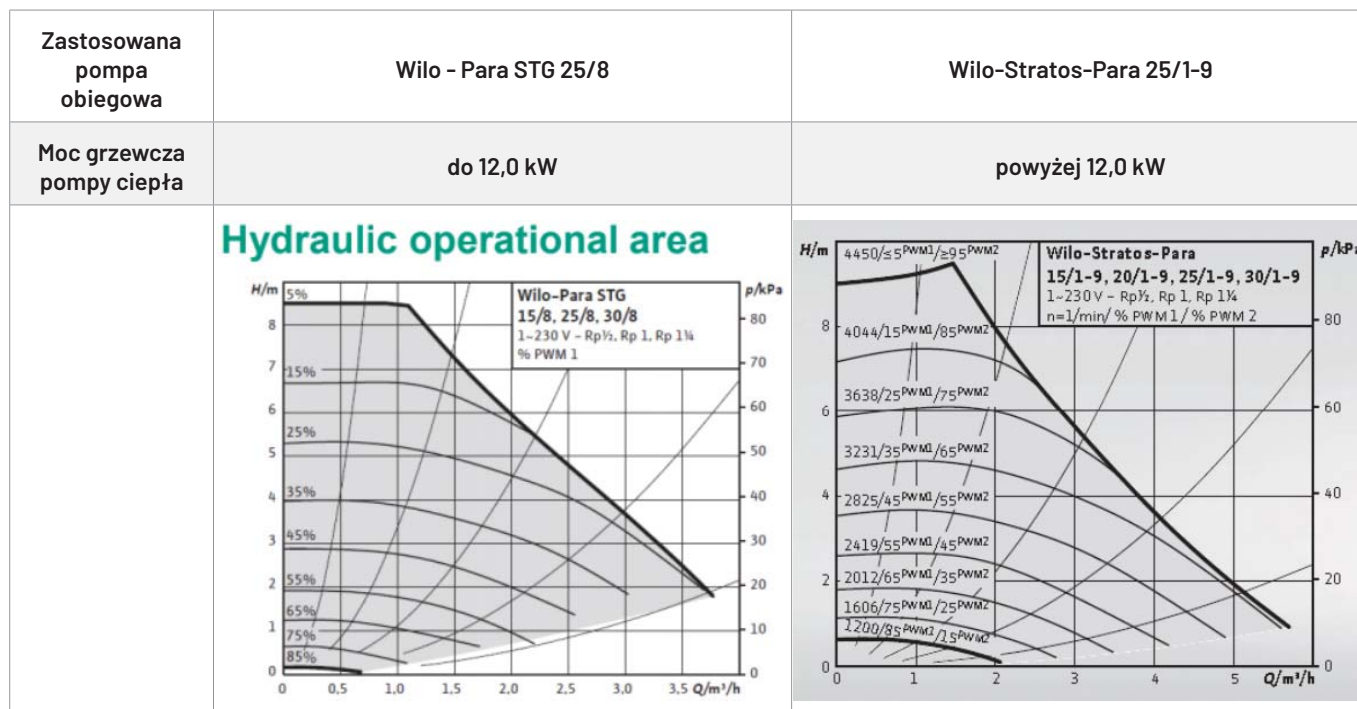 Zastosowana
pompa
obiegowa
Wilo - Para STG 25/8
Wilo-Stratos-Para 25/1-9
Moc grzewcza
pompy ciepła
do 12,0 kW
powyżej 12,0 kW
Hydraulic operational area
H/m
p/kPa
Wilo-Para STG
15/8, 25/8, 30/8
1~230 V - Rp½, Rp 1, Rp 1¼
% PWM 1
5%
15%
25%
35%
45%
55%
65%
75%
85%
8
7
6
5
4
3
2
1
0
80
70
60
50
40
30
20
10
0
0 0,5 1,0 1,5 2,0 2,5 3,0 3,5 Q/m³/h
H/m
p/kPa
Wilo-Stratos-Para
15/1-9, 20/1-9, 25/1-9, 30/1-9
1~230 V - Rp½, Rp 1, Rp 1¼
n=1/min/ % PWM 1 / % PWM 2
4450/≤5PWM1/≥95PWM2
4044/15PWM1/85PWM2
3638/25PWM1/75PWM2
3231/35PWM1/65PWM2
2825/45PWM1/55PWM2
2419/55PWM1/45PWM2
2012/65PWM1/35PWM2
1606/75PWM1/25PWM2
1200/85PWM1/15PWM2
8
6
4
2
0
80
60
40
20
0
0 1 2 3 4 5 Q/m³/h